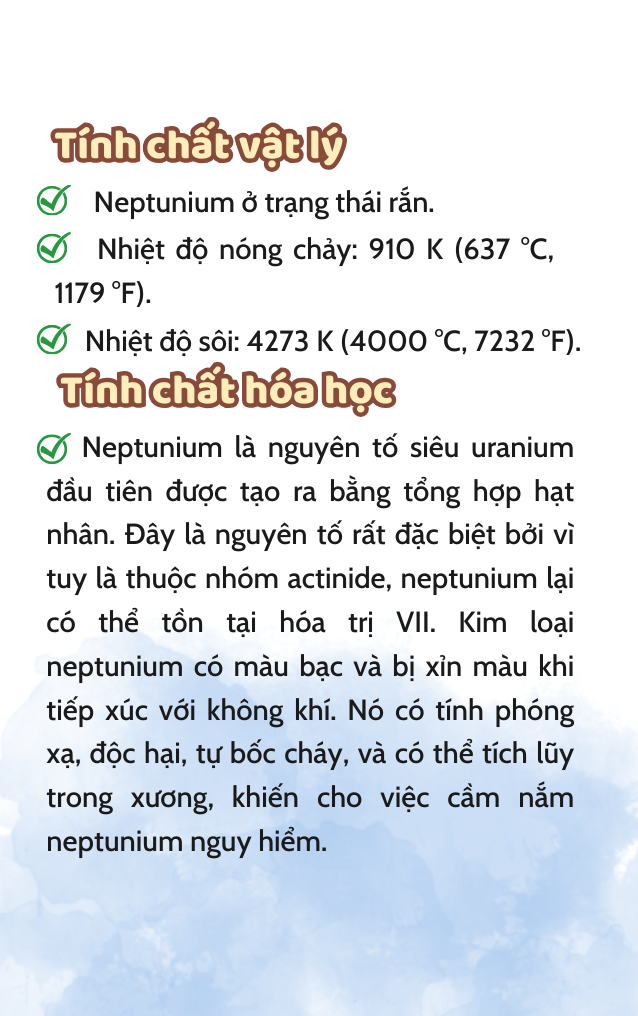 Tính chất vật lý
Neptunium ở trạng thái rắn.
Nhiệt độ nóng chảy: 910 K (637 °C,
1179 °F).
Nhiệt độ sôi: 4273 K (4000 °C, 7232 °F).
Tính chất hóa học
Neptunium là nguyên tố siêu uranium
đầu tiên được tạo ra bằng tổng hợp hạt
nhân. Đây là nguyên tố rất đặc biệt bởi vì
tuy là thuộc nhóm actinide, neptunium lại
có thể tồn tại hóa trị VII. Kim loại
neptunium có màu bạc và bị xỉn màu khi
tiếp xúc với không khí. Nó có tính phóng
xạ, độc hại, tự bốc cháy, và có thể tích lũy
trong xương, khiến cho việc cầm nắm
neptunium nguy hiểm.